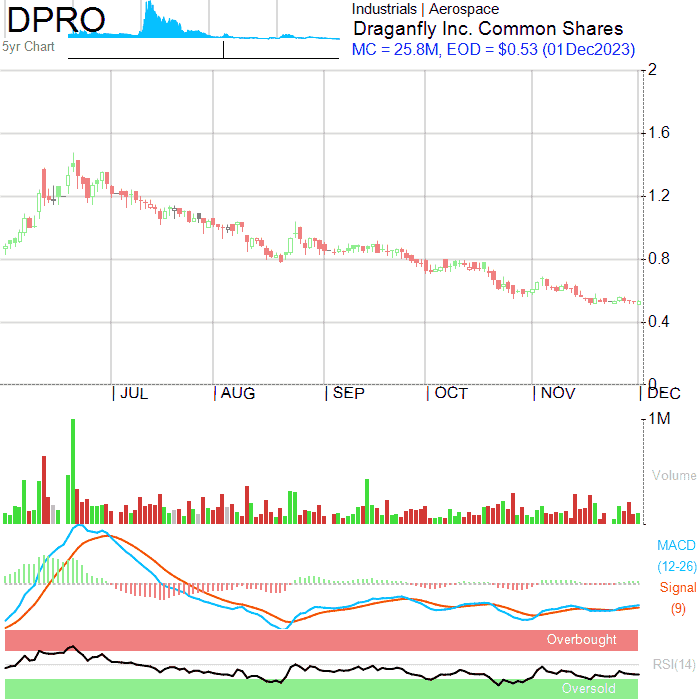 DPRO
5yr Chart
Industrials | Aerospace
Draganfly Inc. Common Shares
MC = 25.8M, EOD = $0.53 (01Dec2023)
2
1.6
1.2
0.8
0.4
0
JUL
AUG
SEP
OCT
NOV
DEC
1M
Volume
MACD
(12-26)
Signal
(9)
Overbought
RSI(14)
Oversold